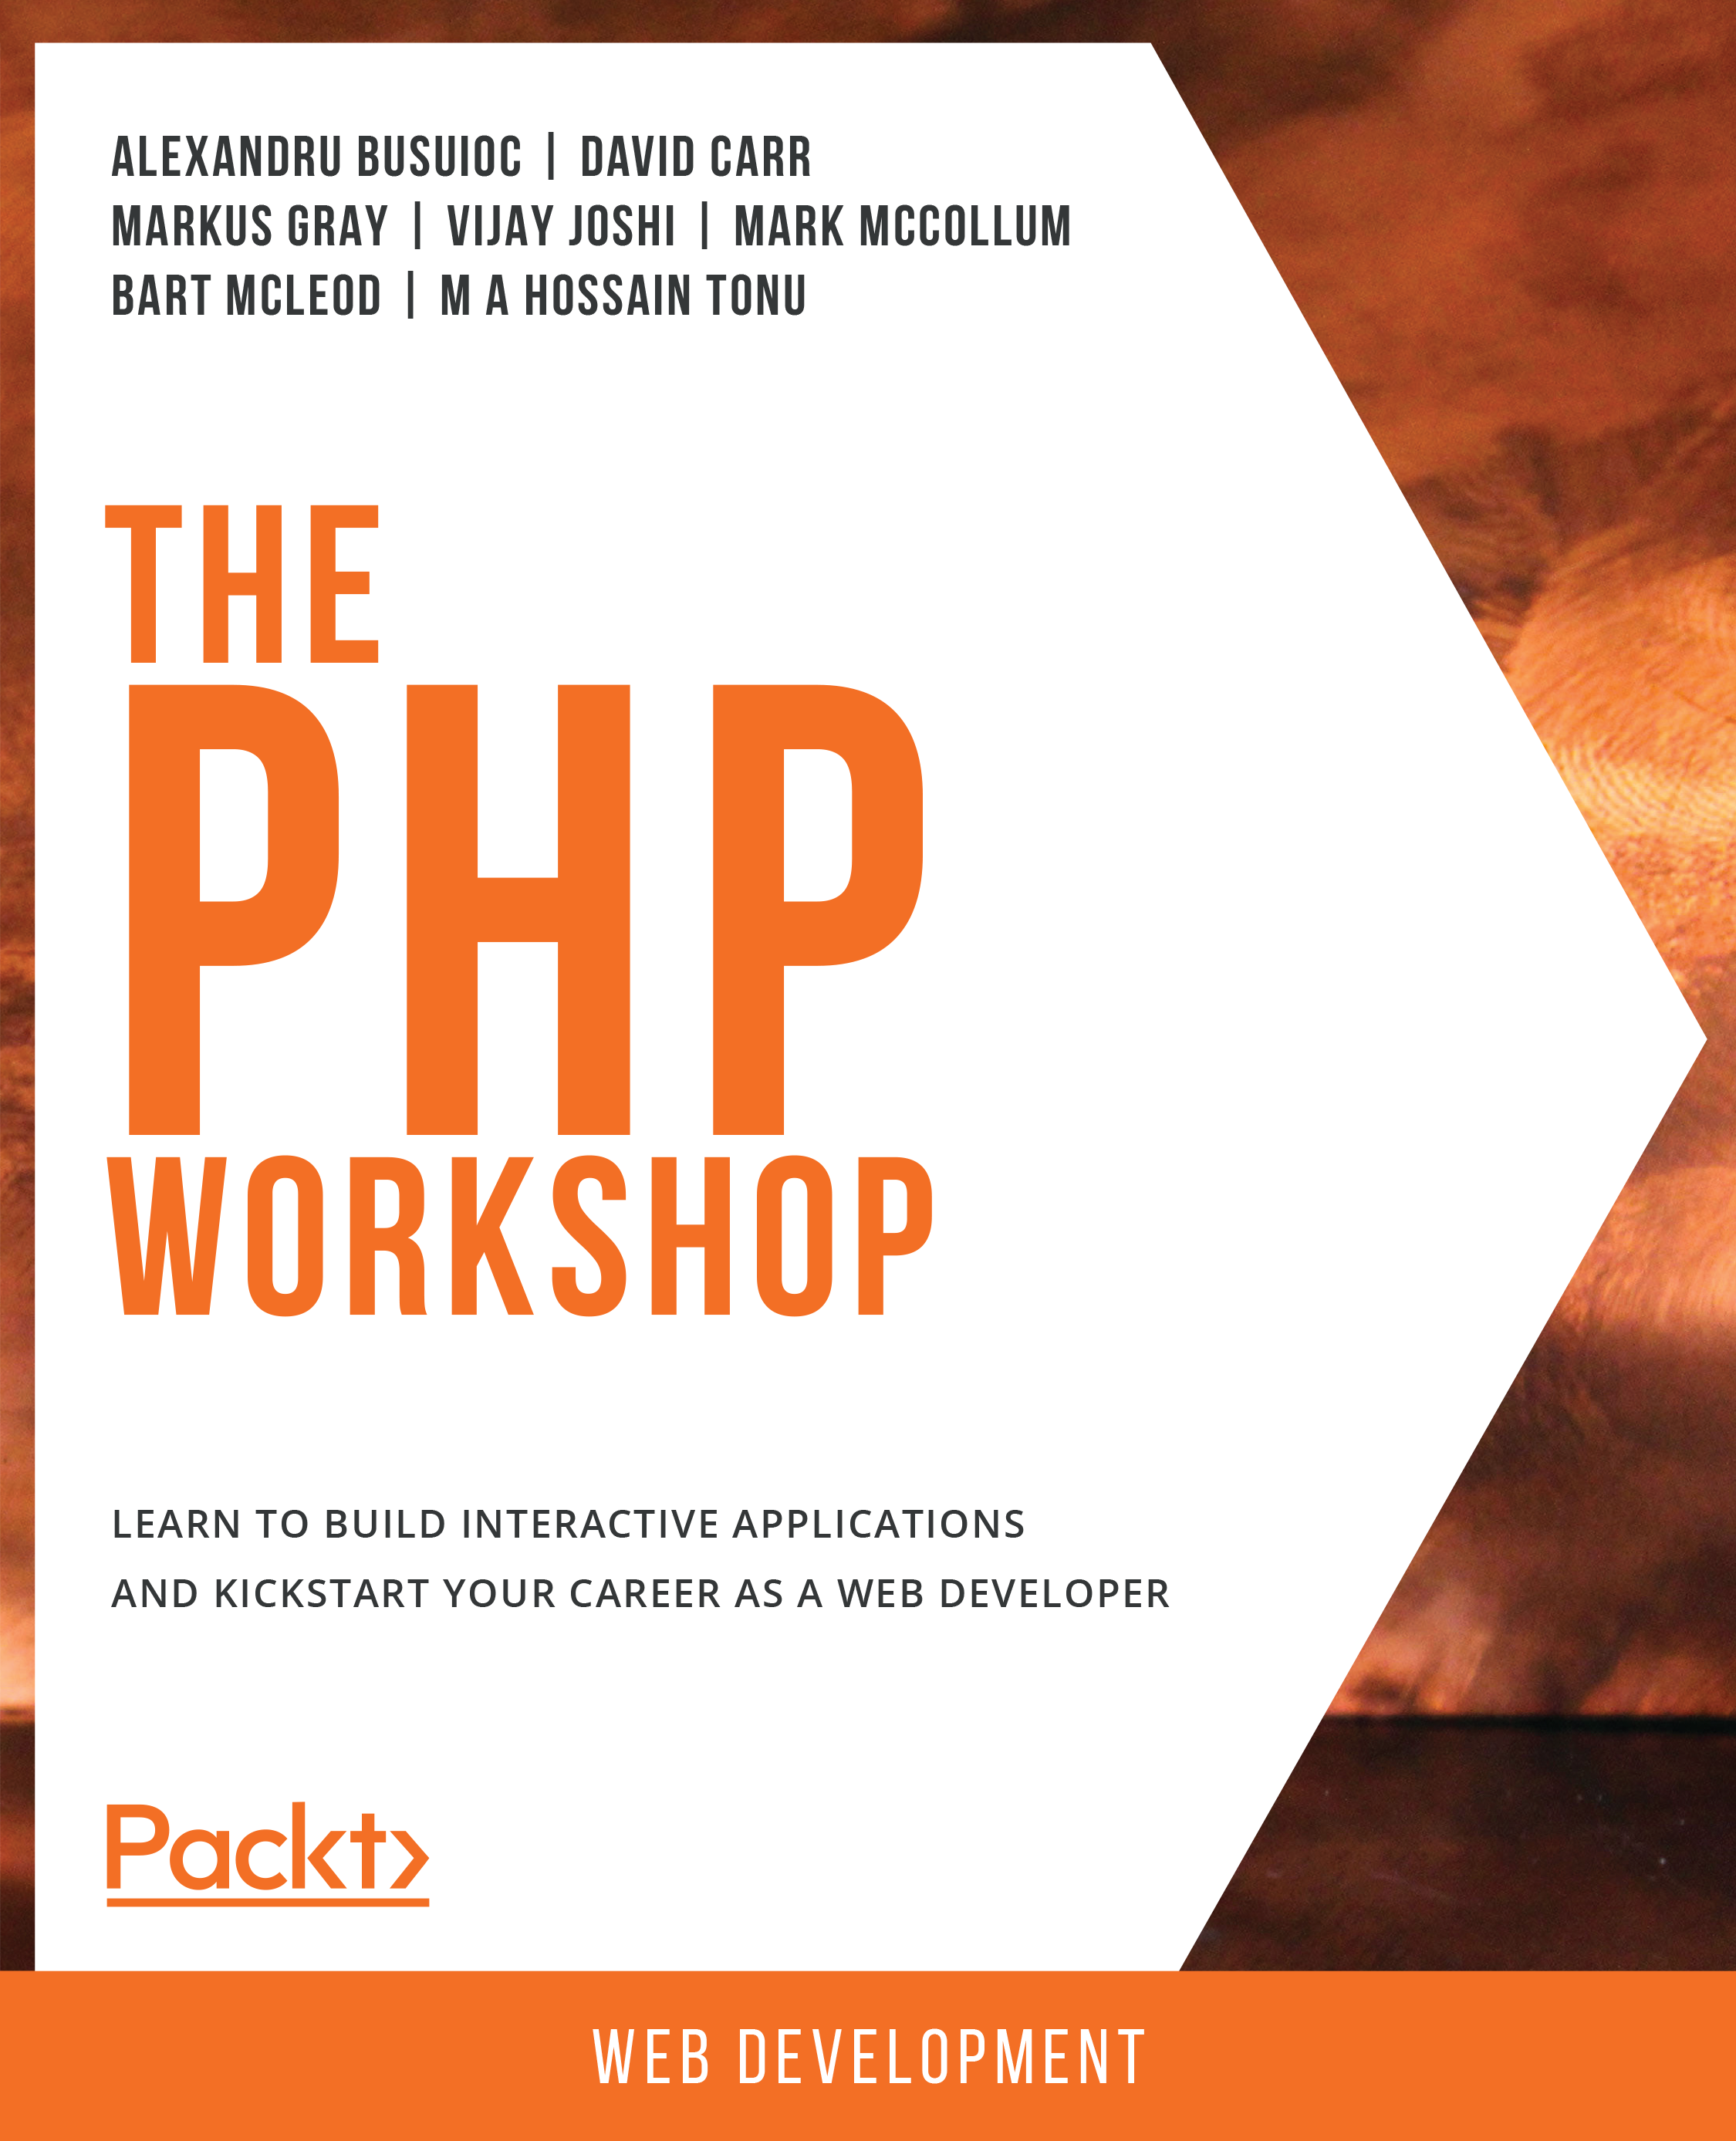 ALEXANDRU BUSUIOC | DAVID CARR
MARKUS GRAY | VIJAY JOSHI | MARK MCCOLLUM
BART MCLEOD | M A HOSSAIN TONU
THE
PHP
WORKSHOP
LEARN TO BUILD INTERACTIVE APPLICATIONS
AND KICKSTART YOUR CAREER AS A WEB DEVELOPER
Packt>
WEB DEVELOPMENT